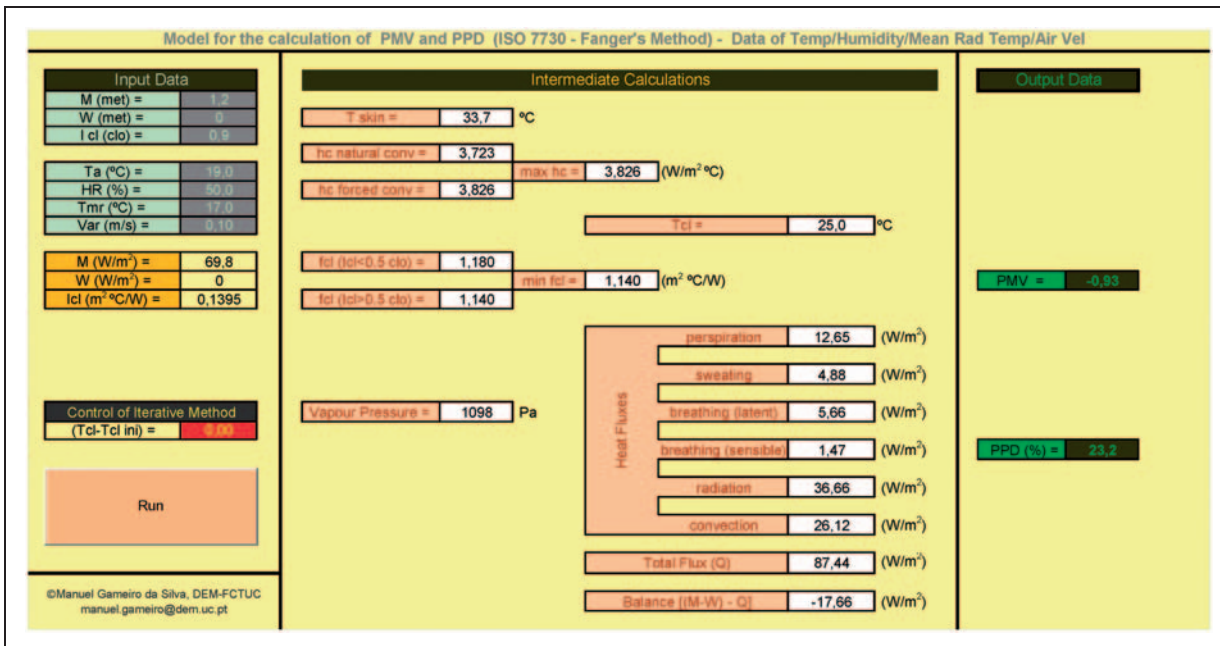 Model for the calculation of PMV and PPD (ISO 7730 - Fanger's Method) - Data of Temp/Humidity/Mean Rad Temp/Air Vel
Input Data
M (met) = 1,2
W (met) = 0
I cl (clo) = 0,9
Ta (ºC) = 19,0
HR (%) = 50,0
Tmr (ºC) = 17,0
Var (m/s) = 0,10
M (W/m²) = 69,8
W (W/m²) = 0
Icl (m² ºC/W) = 0,1395
Control of Iterative Method
(Tcl-Tcl ini) = 0,00
Run
©Manuel Gameiro da Silva, DEM-FCTUC
manuel.gameiro@dem.uc.pt
Intermediate Calculations
T skin = 33,7 ºC
hc natural conv = 3,723
max hc = 3,826 (W/m² ºC)
hc forced conv = 3,826
Tcl = 25,0 ºC
fcl (Icl<0.5 clo) = 1,180
min fcl = 1,140 (m² ºC/W)
fcl (Icl>0.5 clo) = 1,140
Vapour Pressure = 1098 Pa
Heat Fluxes
perspiration 12,65 (W/m²)
sweating 4,88 (W/m²)
breathing (latent) 5,66 (W/m²)
breathing (sensible) 1,47 (W/m²)
radiation 36,66 (W/m²)
convection 26,12 (W/m²)
Total Flux (Q) 87,44 (W/m²)
Balance [(M-W) - Q] -17,66 (W/m²)
Output Data
PMV = -0,93
PPD (%) = 23,2